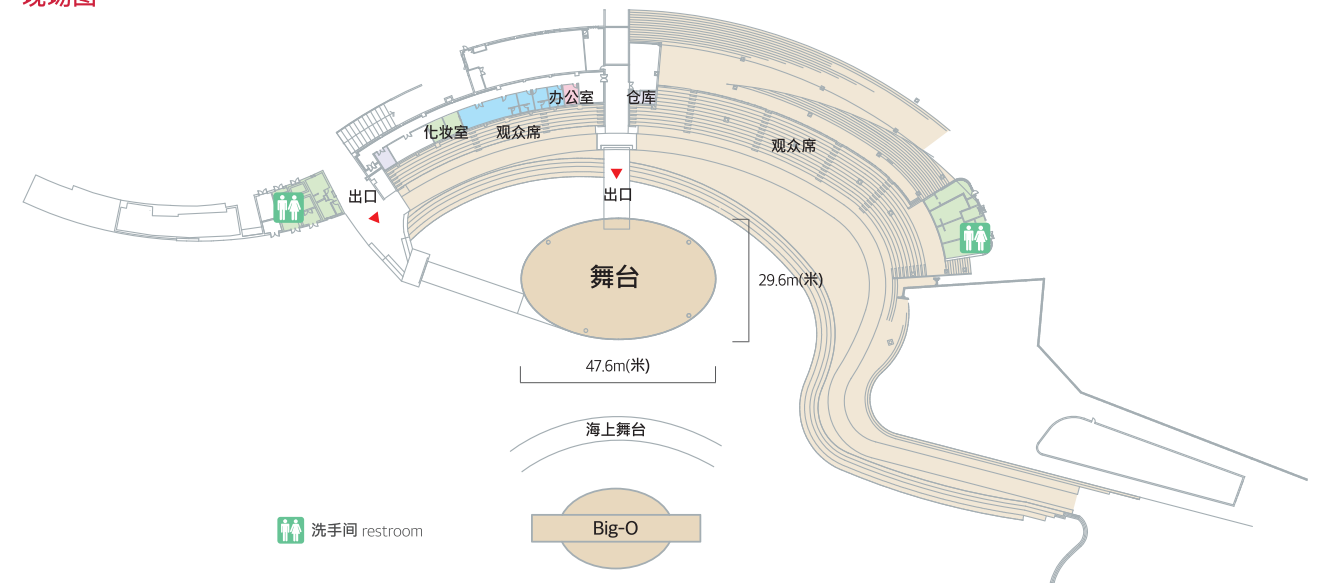 现场图
办公室
仓库
化妆室
观众席
观众席
出口
出口
舞台
29.6m(米)
47.6m(米)
海上舞台
Big-O
洗手间 restroom